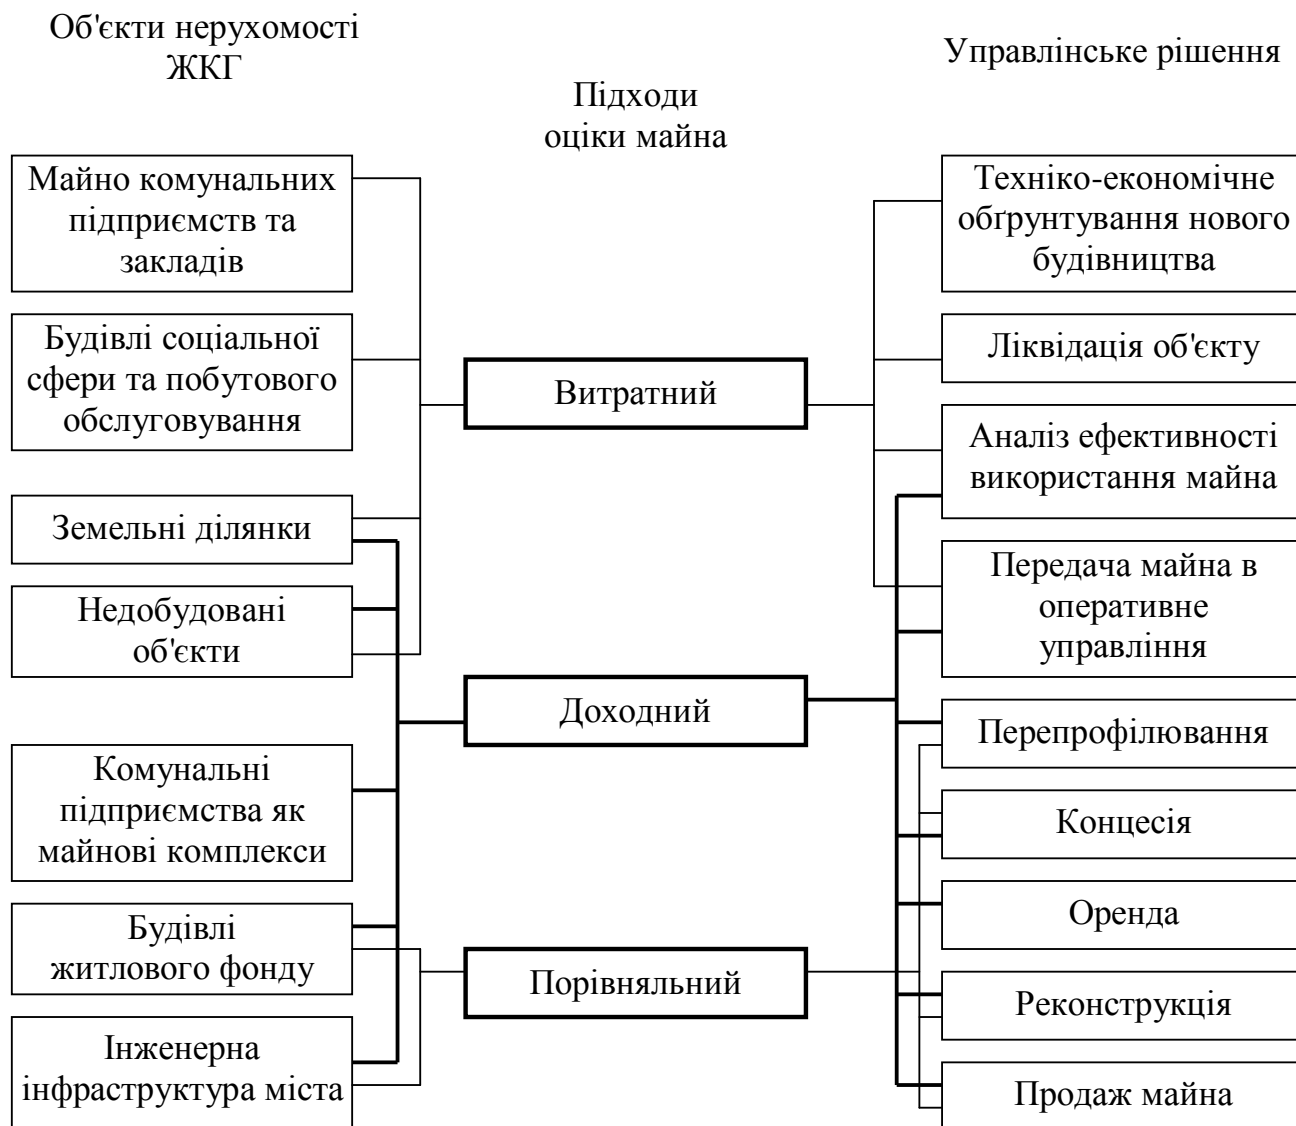 Об'єкти нерухомості
ЖКГ
Підходи
оціки майна
Управлінське рішення
Майно комунальних
підприємств та
закладів
Будівлі соціальної
сфери та побутового
обслуговування
Земельні ділянки
Недобудовані
об'єкти
Комунальні
підприємства як
майнові комплекси
Будівлі
житлового фонду
Інженерна
інфраструктура міста
Витратний
Доходний
Порівняльний
Техніко-економічне
обґрунтування нового
будівництва
Ліквідація об'єкту
Аналіз ефективності
використання майна
Передача майна в
оперативне
управління
Перепрофілювання
Концесія
Оренда
Реконструкція
Продаж майна